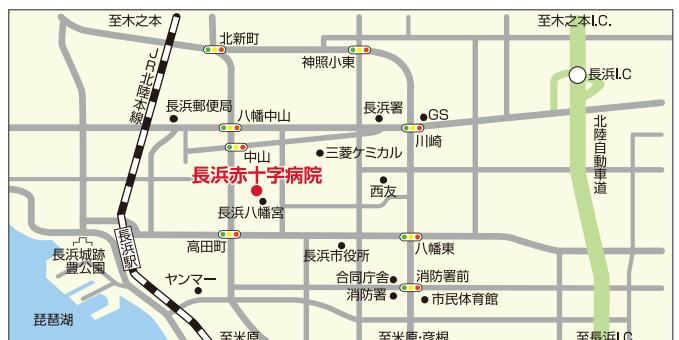 至木之本
至木之本I.C.
北新町
神照小東
JR北陸本線
長浜I.C
長浜郵便局
八幡中山
長浜署
GS
川崎
中山
三菱ケミカル
北陸自動車道
長浜赤十字病院
西友
長浜八幡宮
長浜駅
高田町
長浜市役所
八幡東
長浜城跡
豊公園
ヤンマー
合同庁舎
消防署前
消防署
市民体育館
琵琶湖
至米原
至米原・彦根
至長浜I.C